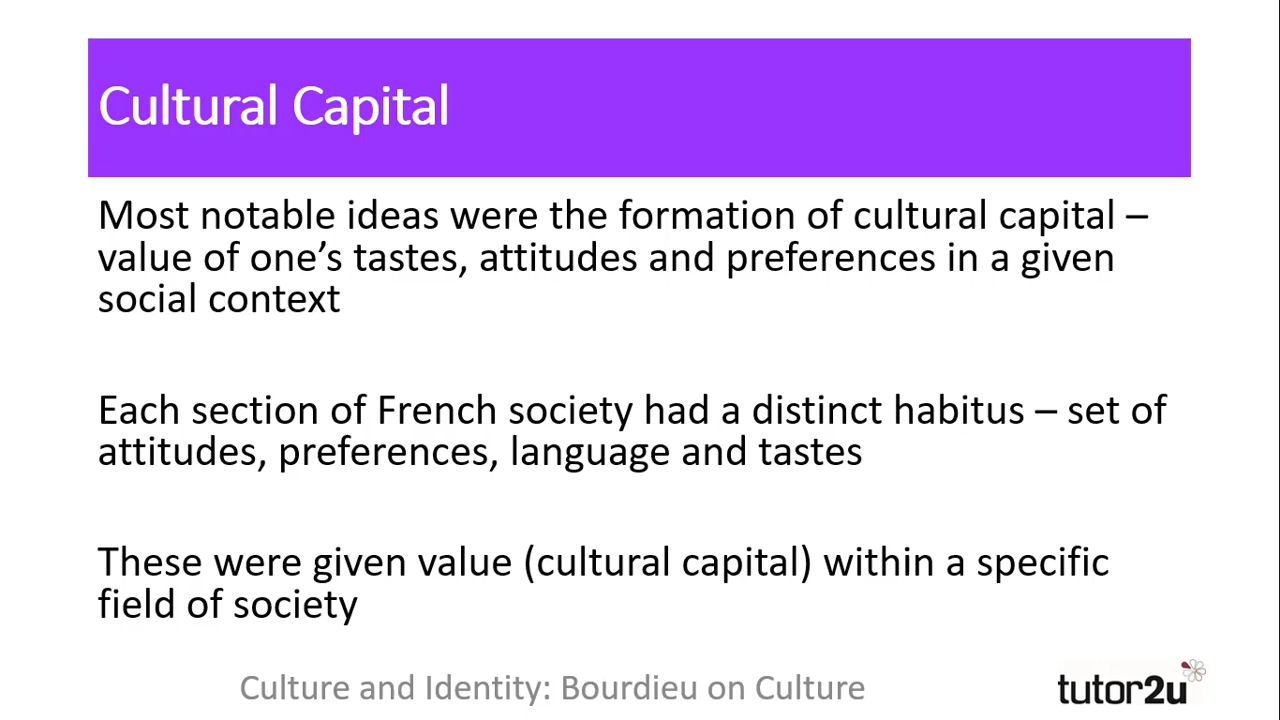 Cultural Capital
Most notable ideas were the formation of cultural capital –
value of one’s tastes, attitudes and preferences in a given
social context
Each section of French society had a distinct habitus – set of
attitudes, preferences, language and tastes
These were given value (cultural capital) within a specific
field of society
Culture and Identity: Bourdieu on Culture
tutor2u